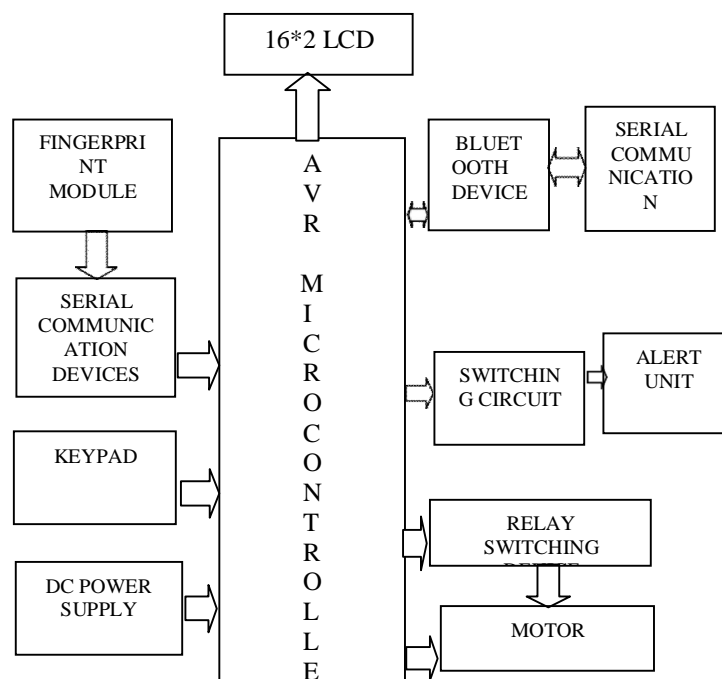 16*2 LCD
FINGERPRI
NT
MODULE
SERIAL
COMMUNIC
ATION
DEVICES
KEYPAD
DC POWER
SUPPLY
A
V
R
M
I
C
R
O
C
O
N
T
R
O
L
L
E
BLUET
OOTH
DEVICE
SERIAL
COMMU
NICATIO
N
SWITCHIN
G CIRCUIT
ALERT
UNIT
RELAY
SWITCHING
MOTOR